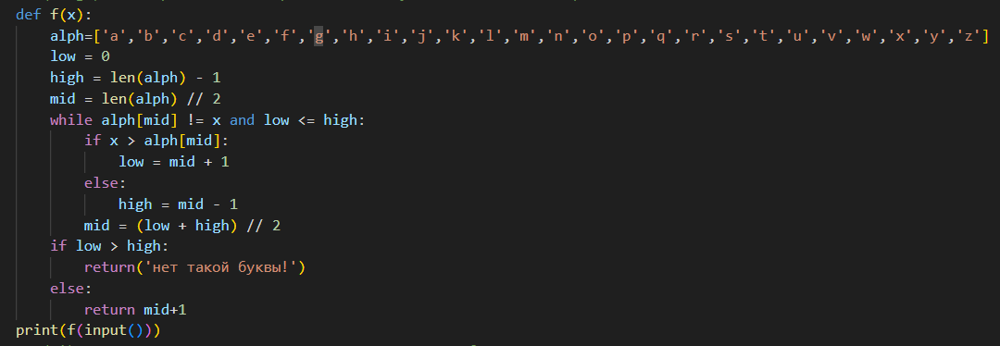 def f(x):
    alph=['a','b','c','d','e','f','g','h','i','j','k','l','m','n','o','p','q','r','s','t','u','v','w','x','y','z']
    low = 0
    high = len(alph) - 1
    mid = len(alph) // 2
    while alph[mid] != x and low <= high:
        if x > alph[mid]:
            low = mid + 1
        else:
            high = mid - 1
        mid = (low + high) // 2
    if low > high:
        return('нет такой буквы!')
    else:
        return mid+1
print(f(input()))